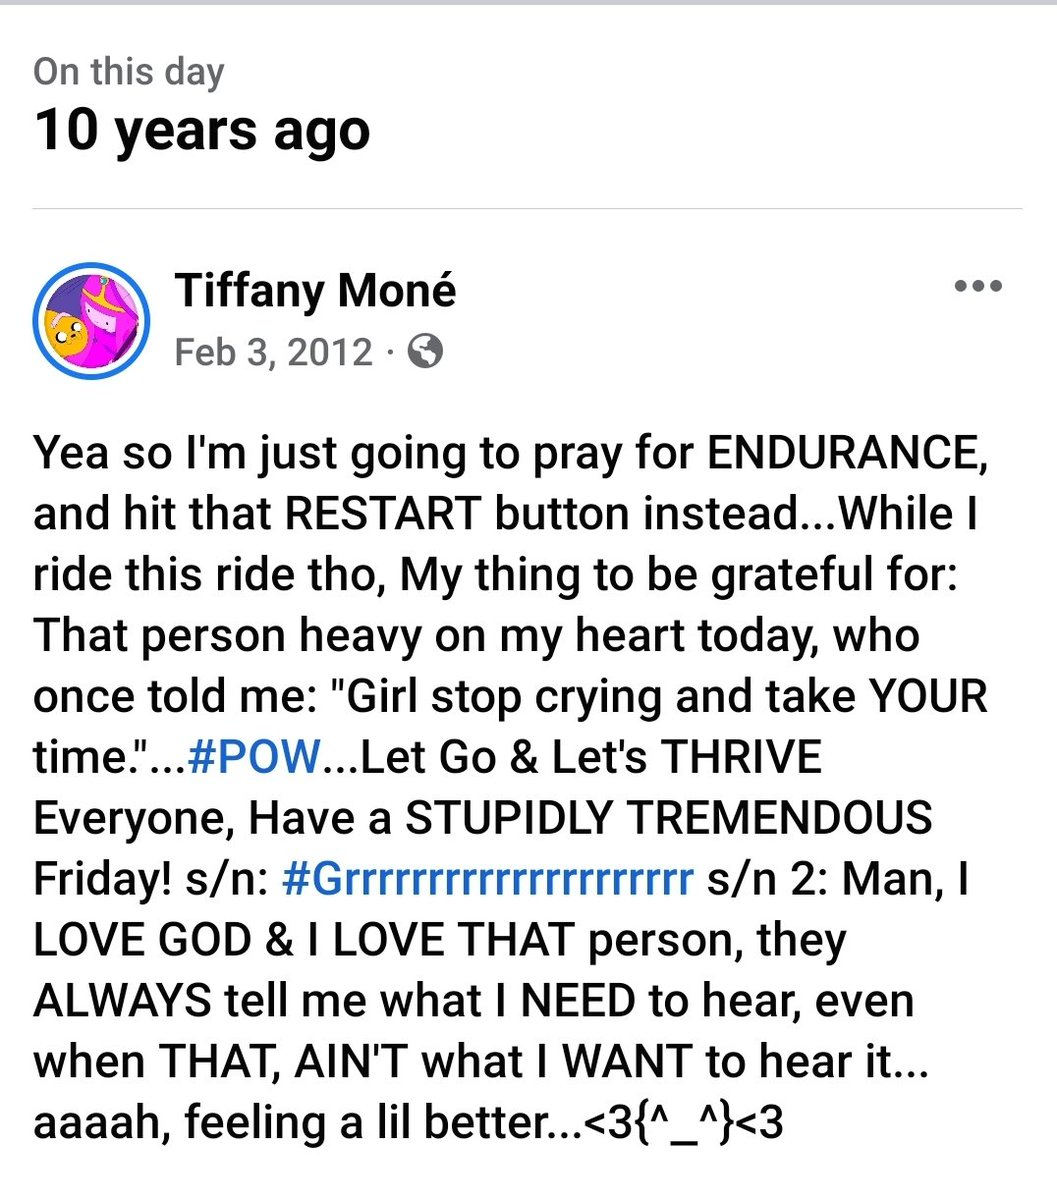 On this day
10 years ago
Tiffany Moné
Feb 3, 2012 ·
Yea so I'm just going to pray for ENDURANCE,
and hit that RESTART button instead...While I
ride this ride tho, My thing to be grateful for:
That person heavy on my heart today, who
once told me: "Girl stop crying and take YOUR
time."...#POW...Let Go & Let's THRIVE
Everyone, Have a STUPIDLY TREMENDOUS
Friday! s/n: #Grrrrrrrrrrrrrrrrrrrrr s/n 2: Man, I
LOVE GOD & I LOVE THAT person, they
ALWAYS tell me what I NEED to hear, even
when THAT, AIN'T what I WANT to hear it...
aaaah, feeling a lil better...<3{^_^}<3